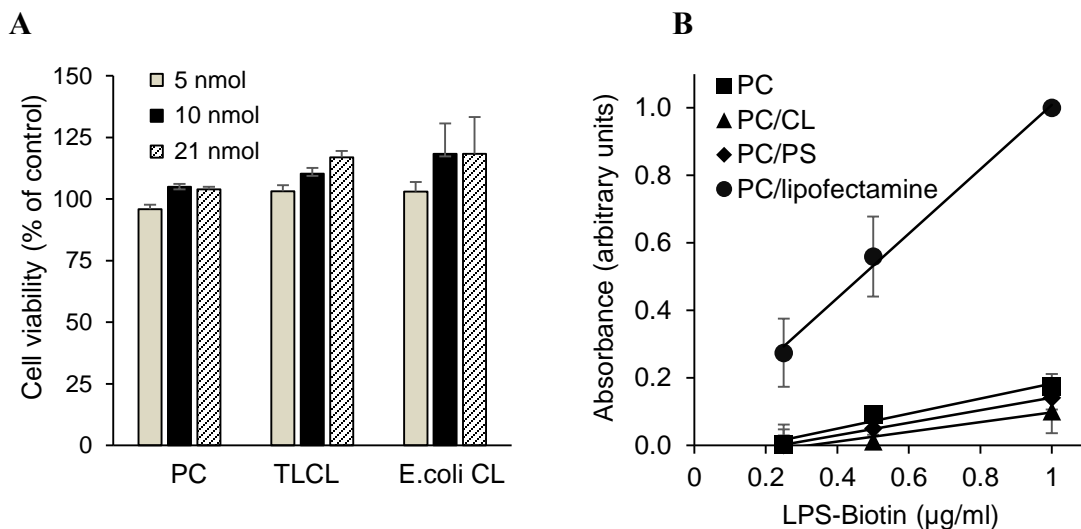 A
B
150
125
100
75
50
25
0
Cell viability (% of control)
5 nmol
10 nmol
21 nmol
PC
TLCL
E.coli CL
PC
PC/CL
PC/PS
PC/lipofectamine
1.0
0.8
0.6
0.4
0.2
0.0
Absorbance (arbitrary units)
0
0.2
0.4
0.6
0.8
1
LPS-Biotin (µg/ml)